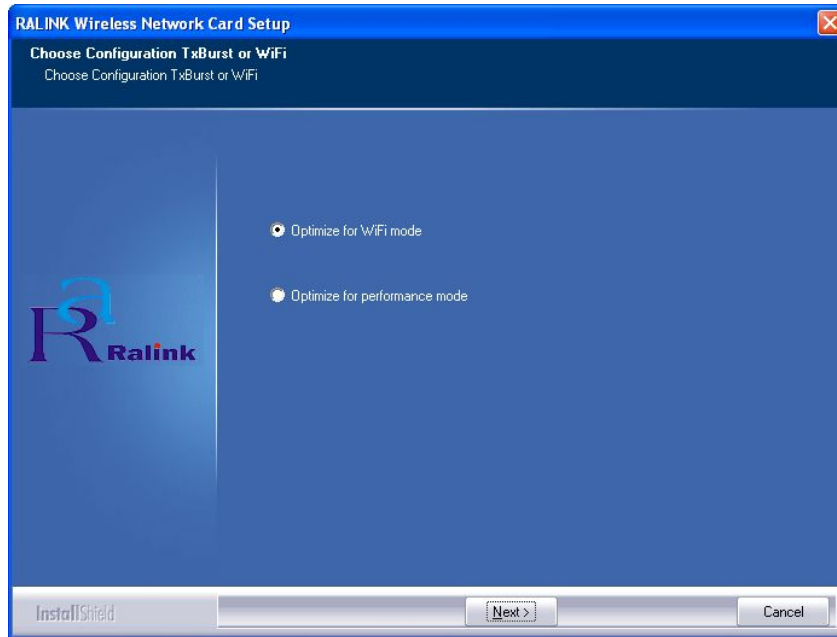 RALINK Wireless Network Card Setup
Choose Configuration TxBurst or WiFi
Choose Configuration TxBurst or WiFi
Optimize for WiFi mode
Optimize for performance mode
Ra
Ralink
InstallShield
Next >
Cancel